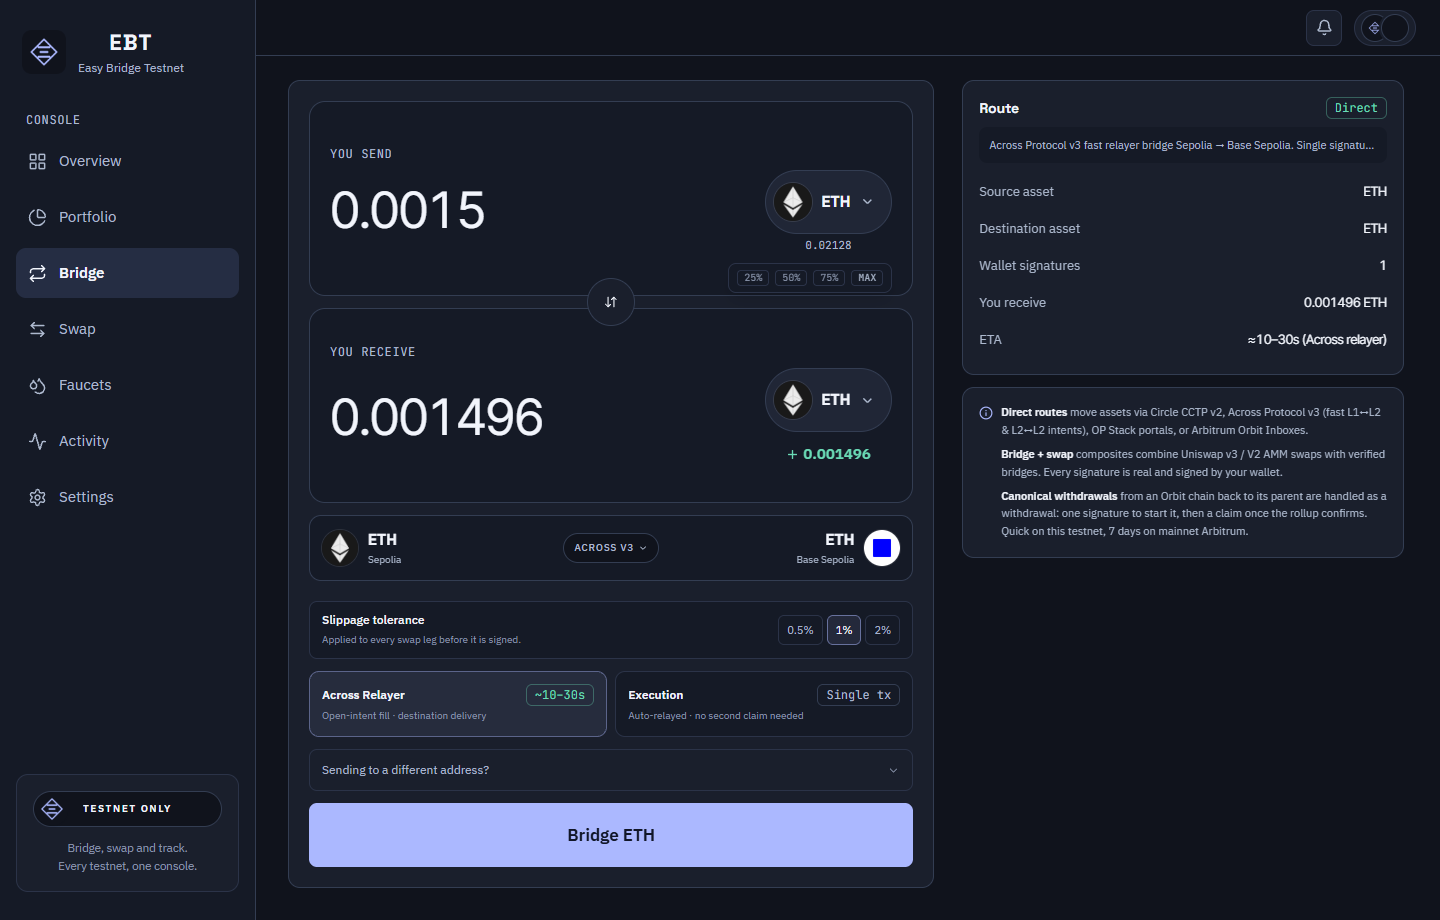 EBT
Easy Bridge Testnet
CONSOLE
Overview
Portfolio
Bridge
Swap
Faucets
Activity
Settings
TESTNET ONLY
Bridge, swap and track.
Every testnet, one console.
YOU SEND
0.0015
ETH
0.02128
25% 50% 75% MAX
YOU RECEIVE
0.001496
ETH
+ 0.001496
ETH
Sepolia
ACROSS V3
ETH
Base Sepolia
Slippage tolerance
Applied to every swap leg before it is signed.
0.5% 1% 2%
Across Relayer
~10–30s
Open-intent fill · destination delivery
Execution
Single tx
Auto-relayed · no second claim needed
Sending to a different address?
Bridge ETH
Route
Direct
Across Protocol v3 fast relayer bridge Sepolia → Base Sepolia. Single signatu...
Source asset ETH
Destination asset ETH
Wallet signatures 1
You receive 0.001496 ETH
ETA ≈10–30s (Across relayer)
Direct routes move assets via Circle CCTP v2, Across Protocol v3 (fast L1↔L2
& L2↔L2 intents), OP Stack portals, or Arbitrum Orbit Inboxes.
Bridge + swap composites combine Uniswap v3 / V2 AMM swaps with verified
bridges. Every signature is real and signed by your wallet.
Canonical withdrawals from an Orbit chain back to its parent are handled as a
withdrawal: one signature to start it, then a claim once the rollup confirms.
Quick on this testnet, 7 days on mainnet Arbitrum.